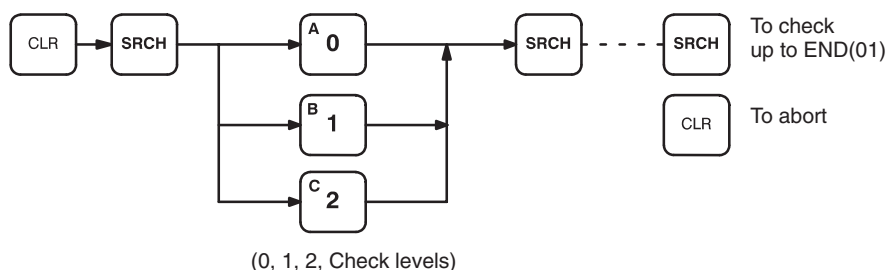 CLR
SRCH
A 0
SRCH
SRCH
To check
up to END(01)
B 1
CLR
To abort
C 2
(0, 1, 2, Check levels)